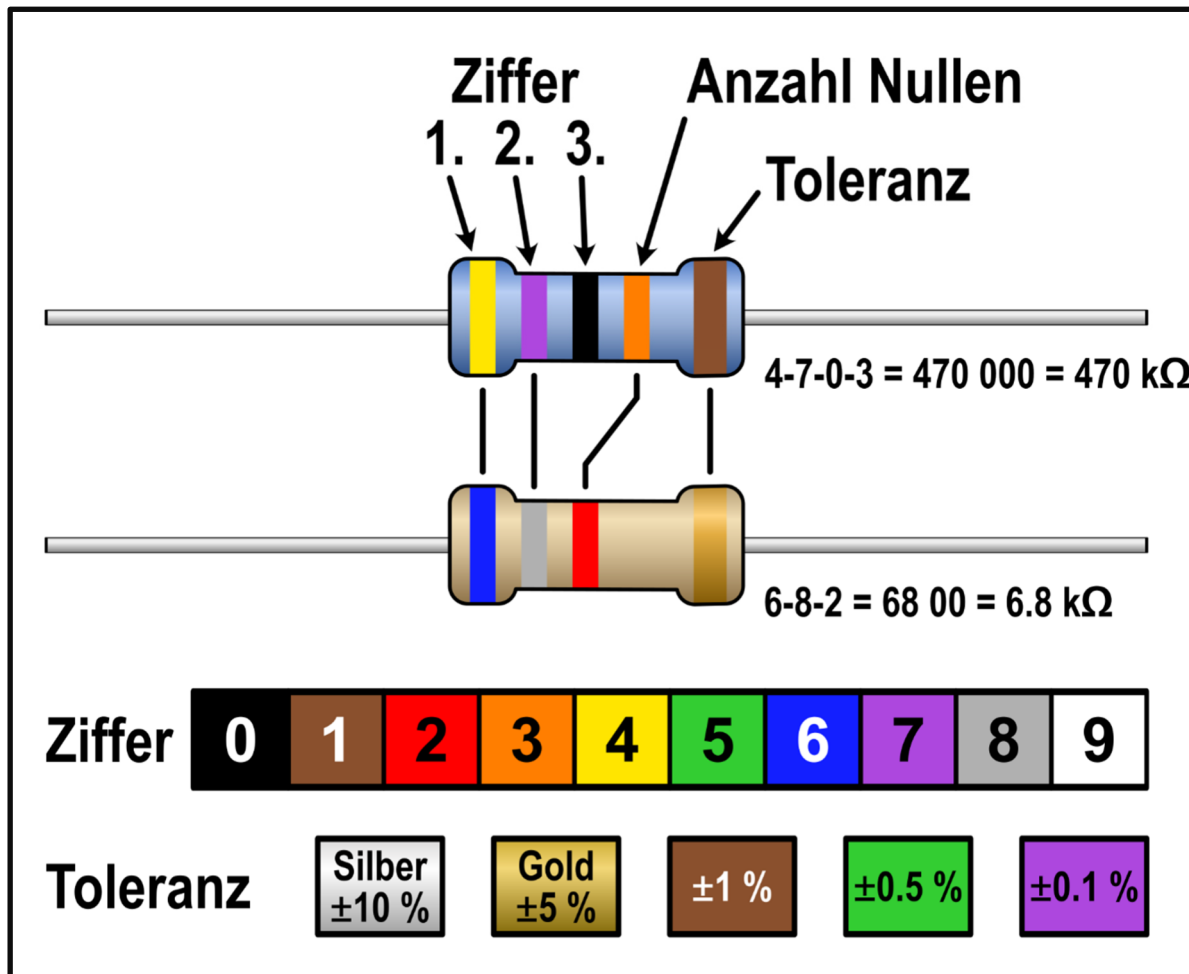 Ziffer
Anzahl Nullen
1. 2. 3.
Toleranz
4-7-0-3 = 470 000 = 470 kΩ
6-8-2 = 68 00 = 6.8 kΩ
Ziffer 0 1 2 3 4 5 6 7 8 9
Toleranz
Silber
±10 %
Gold
±5 %
±1 %
±0.5 %
±0.1 %